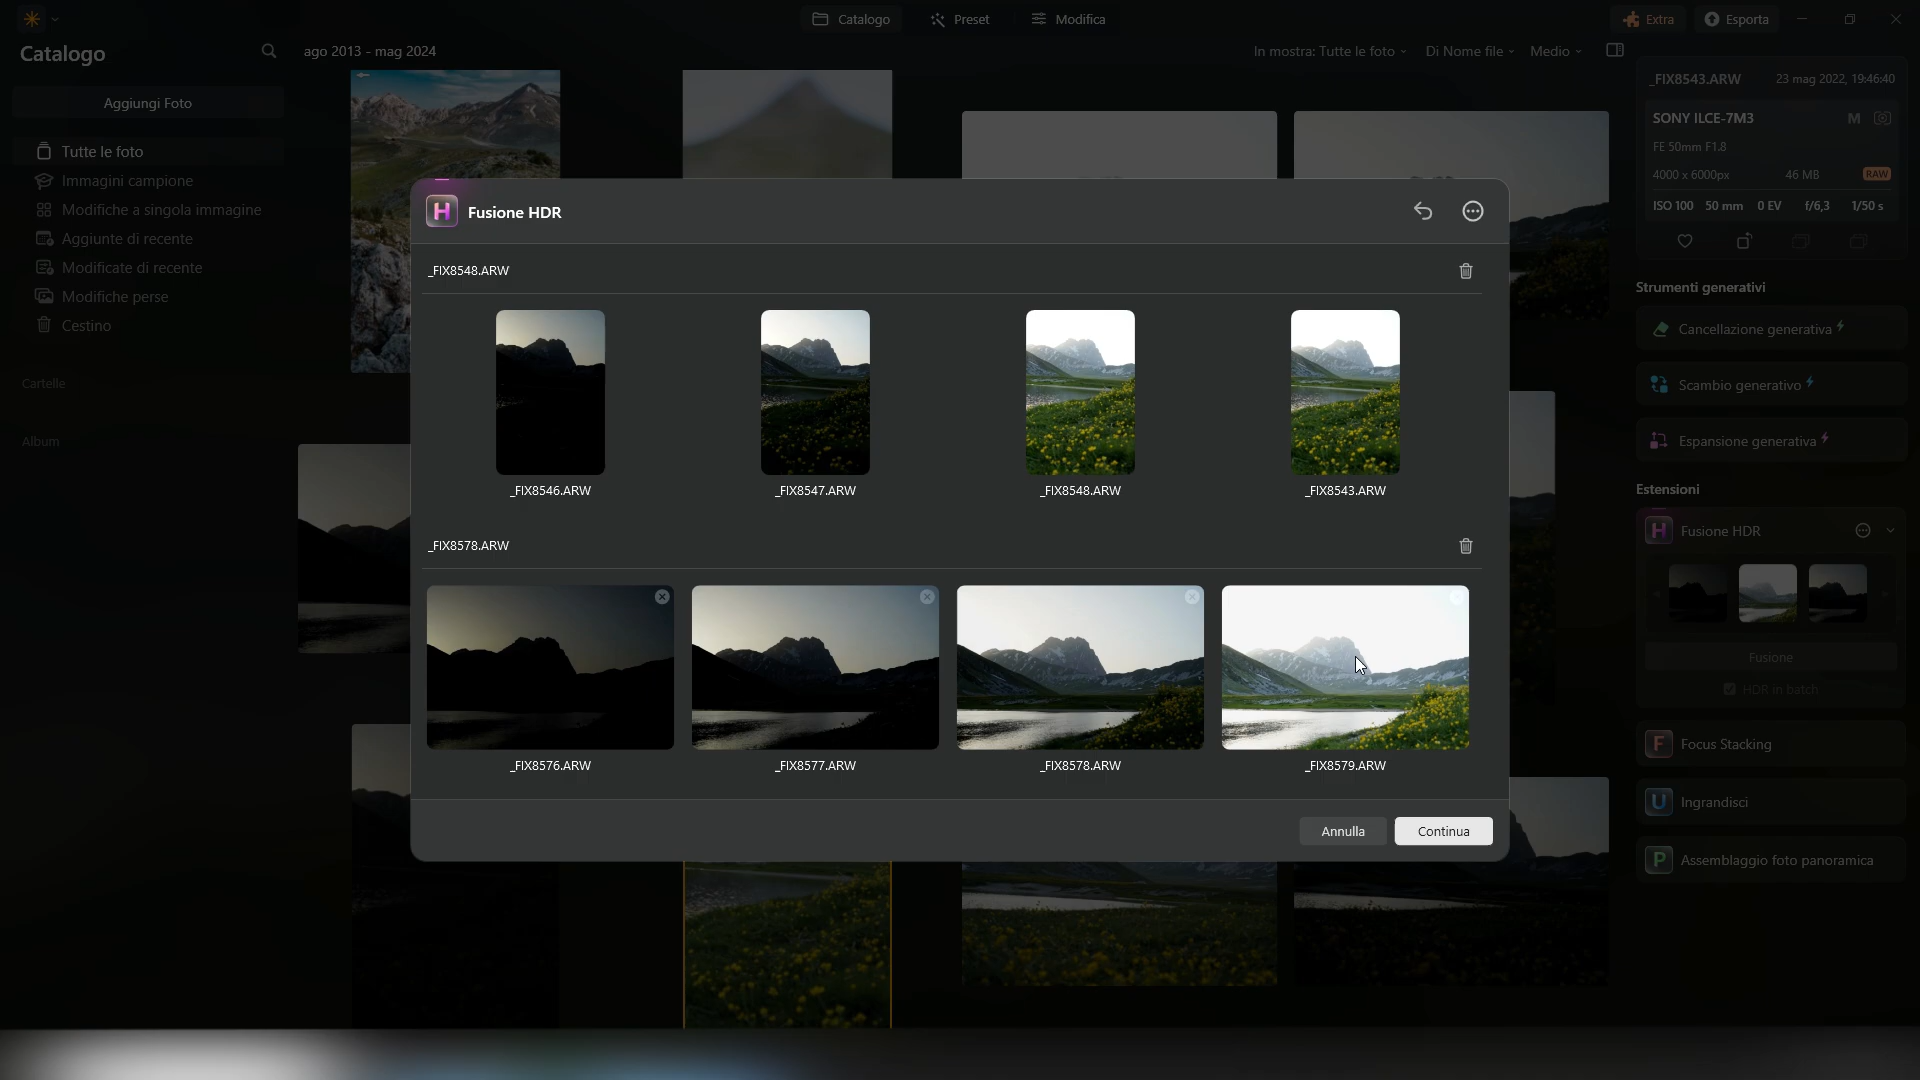 Catalogo
Preset
Modifica
Extra
Esporta
Catalogo
ago 2013 - mag 2024
In mostra: Tutte le foto
Di Nome file
Medio
Aggiungi Foto
Tutte le foto
Immagini campione
Modifiche a singola immagine
Aggiunte di recente
Modificate di recente
Modifiche perse
Cestino
Cartelle
Album
Fusione HDR
_FIX8548.ARW
_FIX8546.ARW
_FIX8547.ARW
_FIX8548.ARW
_FIX8543.ARW
_FIX8578.ARW
_FIX8576.ARW
_FIX8577.ARW
_FIX8578.ARW
_FIX8579.ARW
Annulla
Continua
_FIX8543.ARW
23 mag 2022, 19:46:40
SONY ILCE-7M3
M
FE 50mm F1.8
4000 x 6000px
46 MB
RAW
ISO 100
50 mm
0 EV
f/6,3
1/50 s
Strumenti generativi
Cancellazione generativa
Scambio generativo
Espansione generativa
Estensioni
H
Fusione HDR
Fusione
HDR in batch
F
Focus Stacking
U
Ingrandisci
P
Assemblaggio foto panoramica